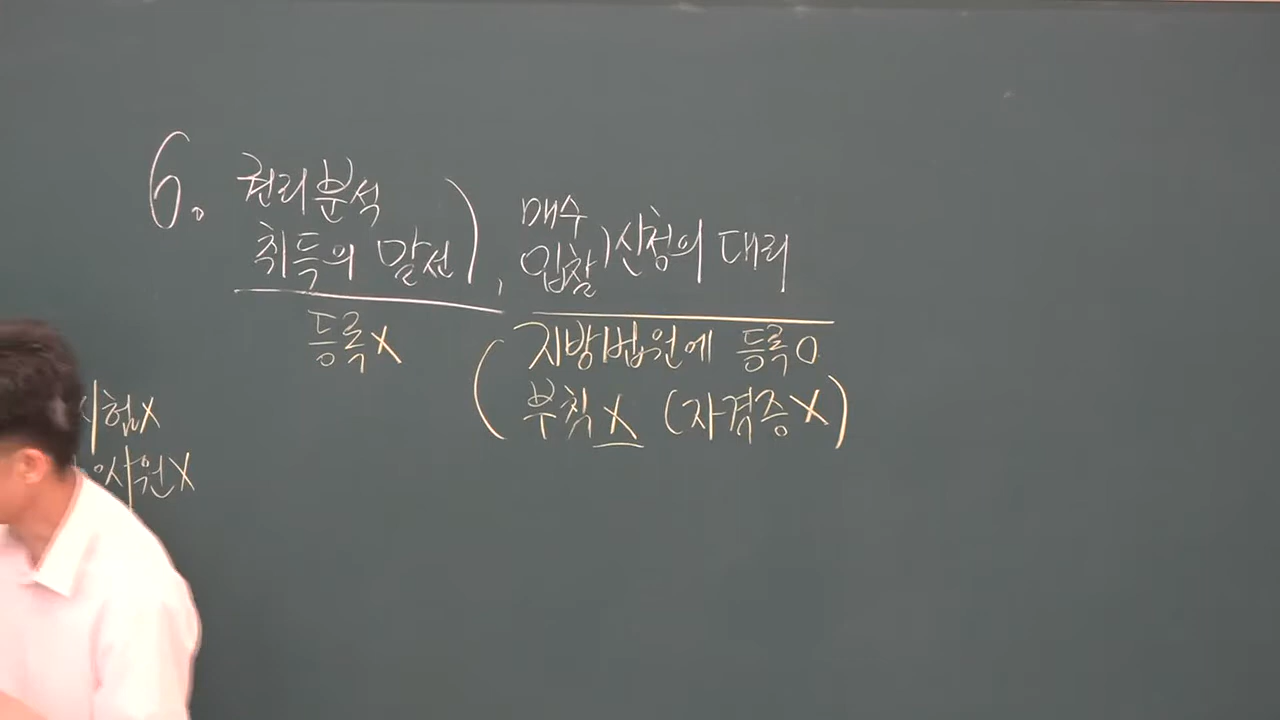 6. 권리분석
취득의 알선), 매수
입찰)신청의 대리
등록X
(지방법원에 등록O
부칙X (자격증X)
시험X
사원X